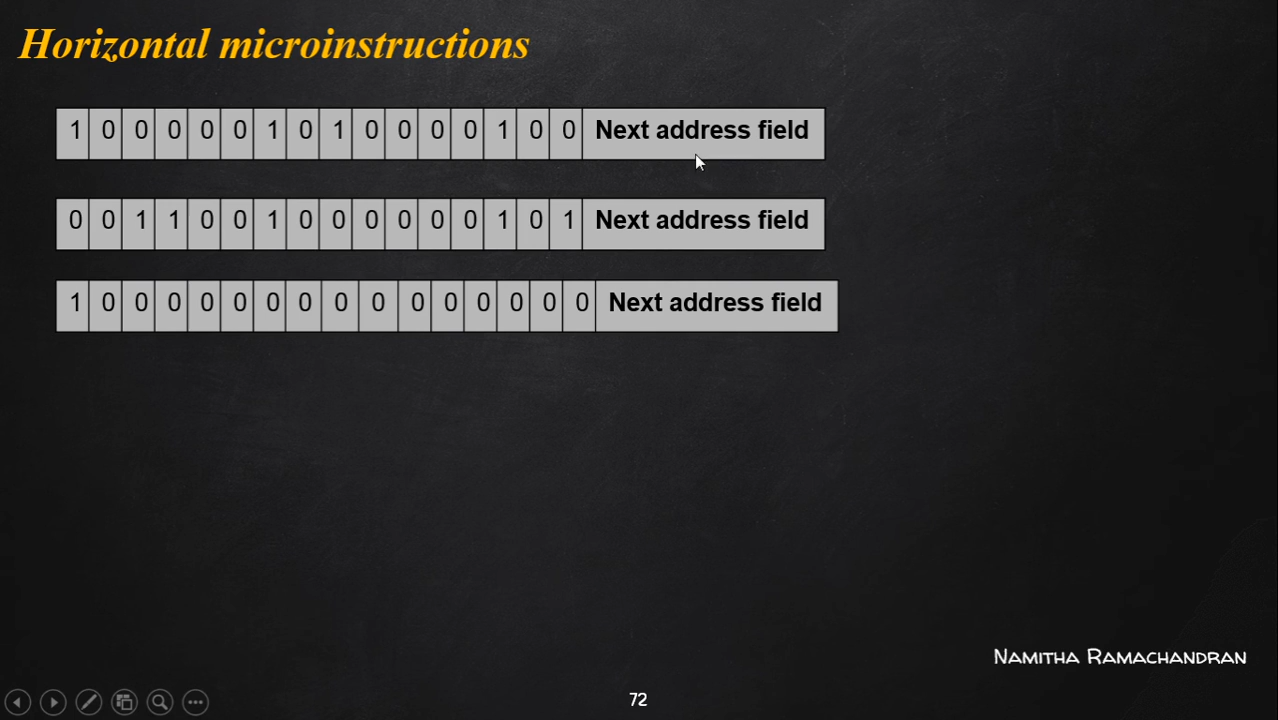 Horizontal microinstructions
1 0 0 0 0 0 1 0 1 0 0 0 0 1 0 0 Next address field
0 0 1 1 0 0 1 0 0 0 0 0 0 1 0 1 Next address field
1 0 0 0 0 0 0 0 0 0 0 0 0 0 0 0 Next address field
Namitha Ramachandran
72